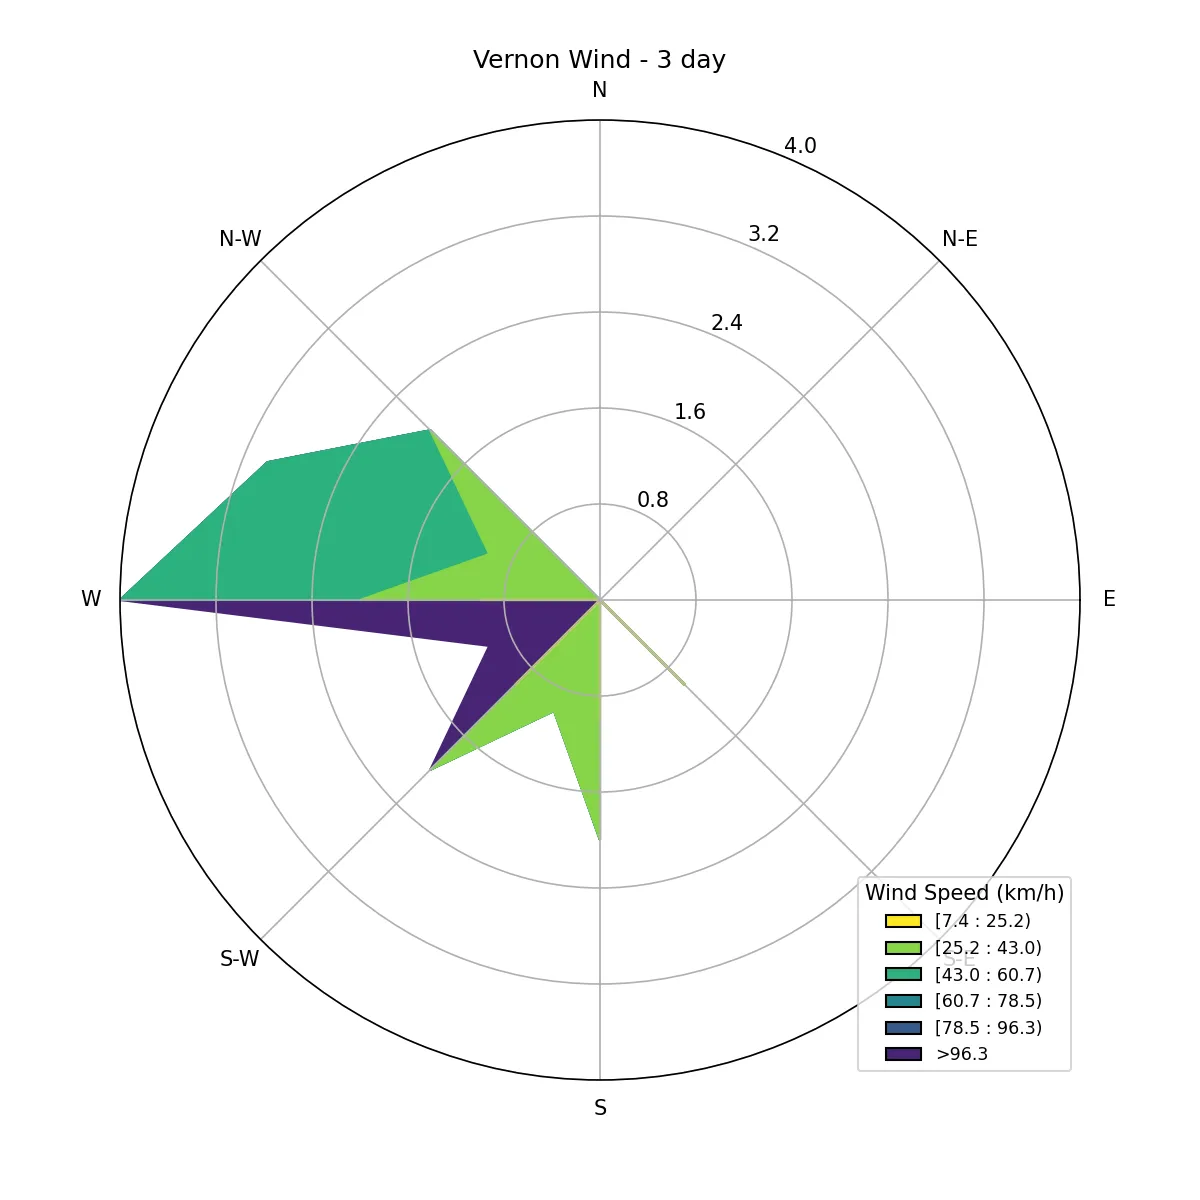 Vernon Wind - 3 day
N
4.0
N-W
3.2
N-E
2.4
1.6
0.8
W
E
Wind Speed (km/h)
[7.4 : 25.2)
[25.2 : 43.0)
S-W
S-E
[43.0 : 60.7)
[60.7 : 78.5)
[78.5 : 96.3)
>96.3
S